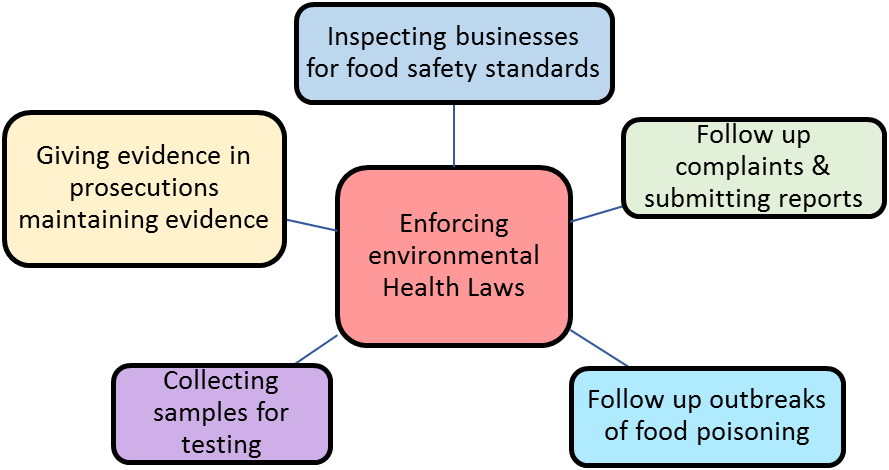 Inspecting businesses
for food safety standards
Giving evidence in
prosecutions
maintaining evidence
Follow up
complaints &
submitting reports
Enforcing
environmental
Health Laws
Collecting
samples for
testing
Follow up outbreaks
of food poisoning